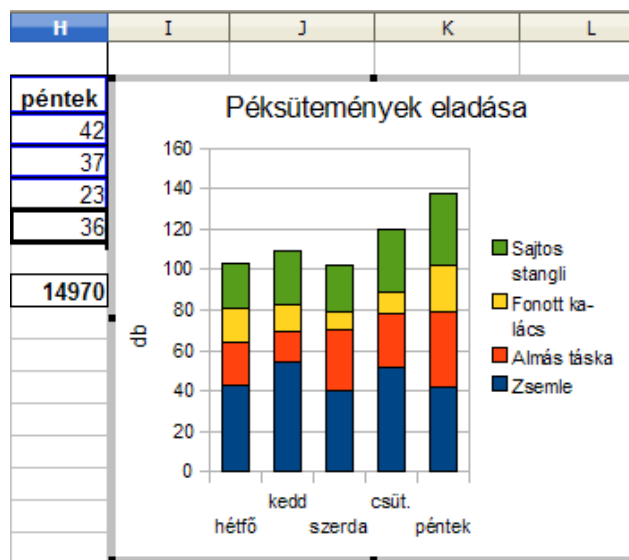 H I J K L
péntek
42
37
23
36
14970
Péksütemények eladása
160
140
120
100
80
60
40
20
0
db
hétfő
kedd
szerda
csüt.
péntek
Sajtos
stangli
Fonott ka-
lács
Almás táska
Zsemle